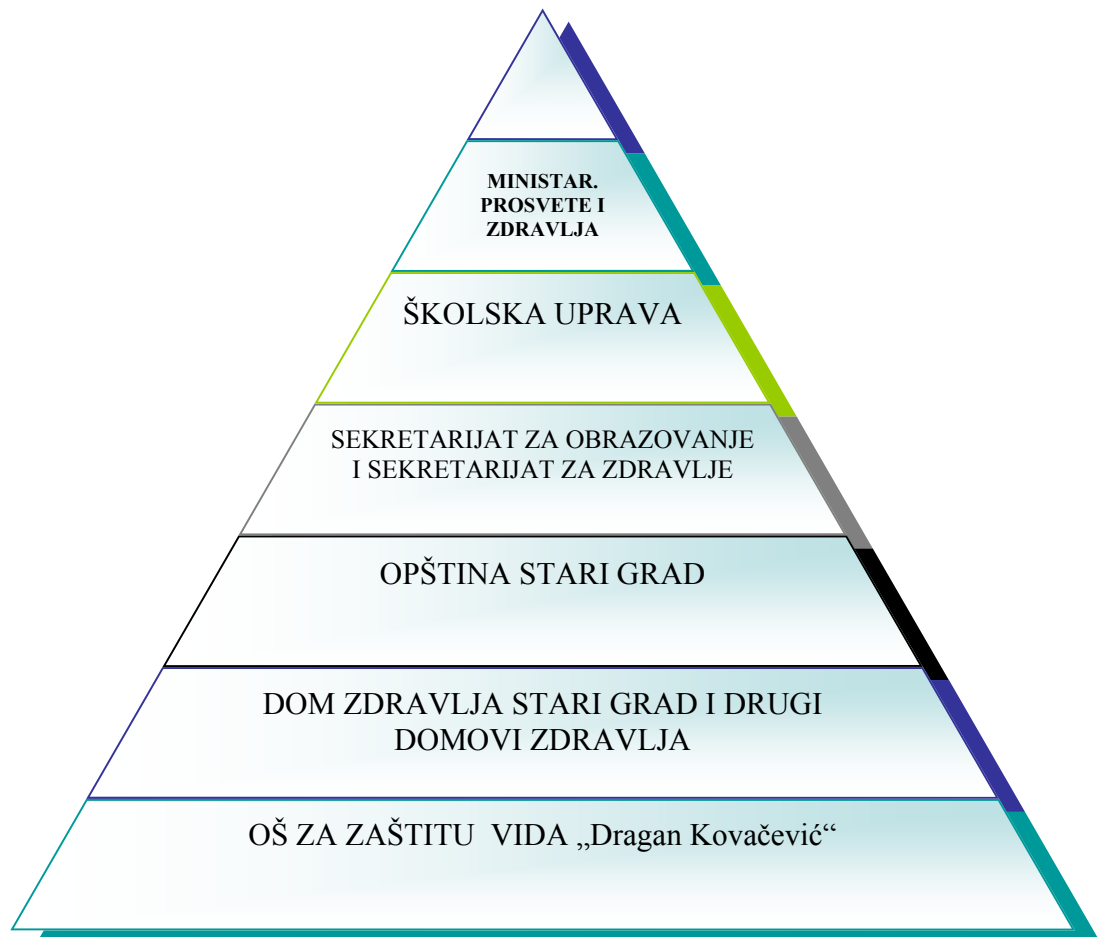 MINISTAR.
PROSVETE I
ZDRAVLJA
ŠKOLSKA UPRAVA
SEKRETARIJAT ZA OBRAZOVANJE
I SEKRETARIJAT ZA ZDRAVLJE
OPŠTINA STARI GRAD
DOM ZDRAVLJA STARI GRAD I DRUGI
DOMOVI ZDRAVLJA
OŠ ZA ZAŠTITU  VIDA „Dragan Kovačević“